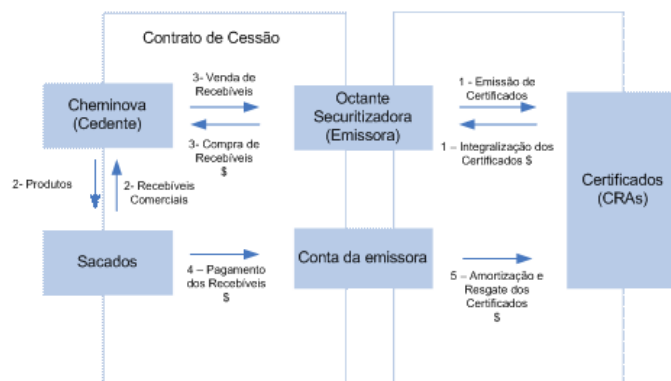 Contrato de Cessão
Cheminova
(Cedente)
3- Venda de
Recebíveis
3- Compra de
Recebíveis
$
Octante
Securitizadora
(Emissora)
1 - Emissão de
Certificados
1 – Integralização dos
Certificados $
Certificados
(CRAs)
2- Produtos
2- Recebíveis
Comerciais
Sacados
4 – Pagamento
dos Recebíveis
$
Conta da emissora
5 – Amortização e
Resgate dos
Certificados
$